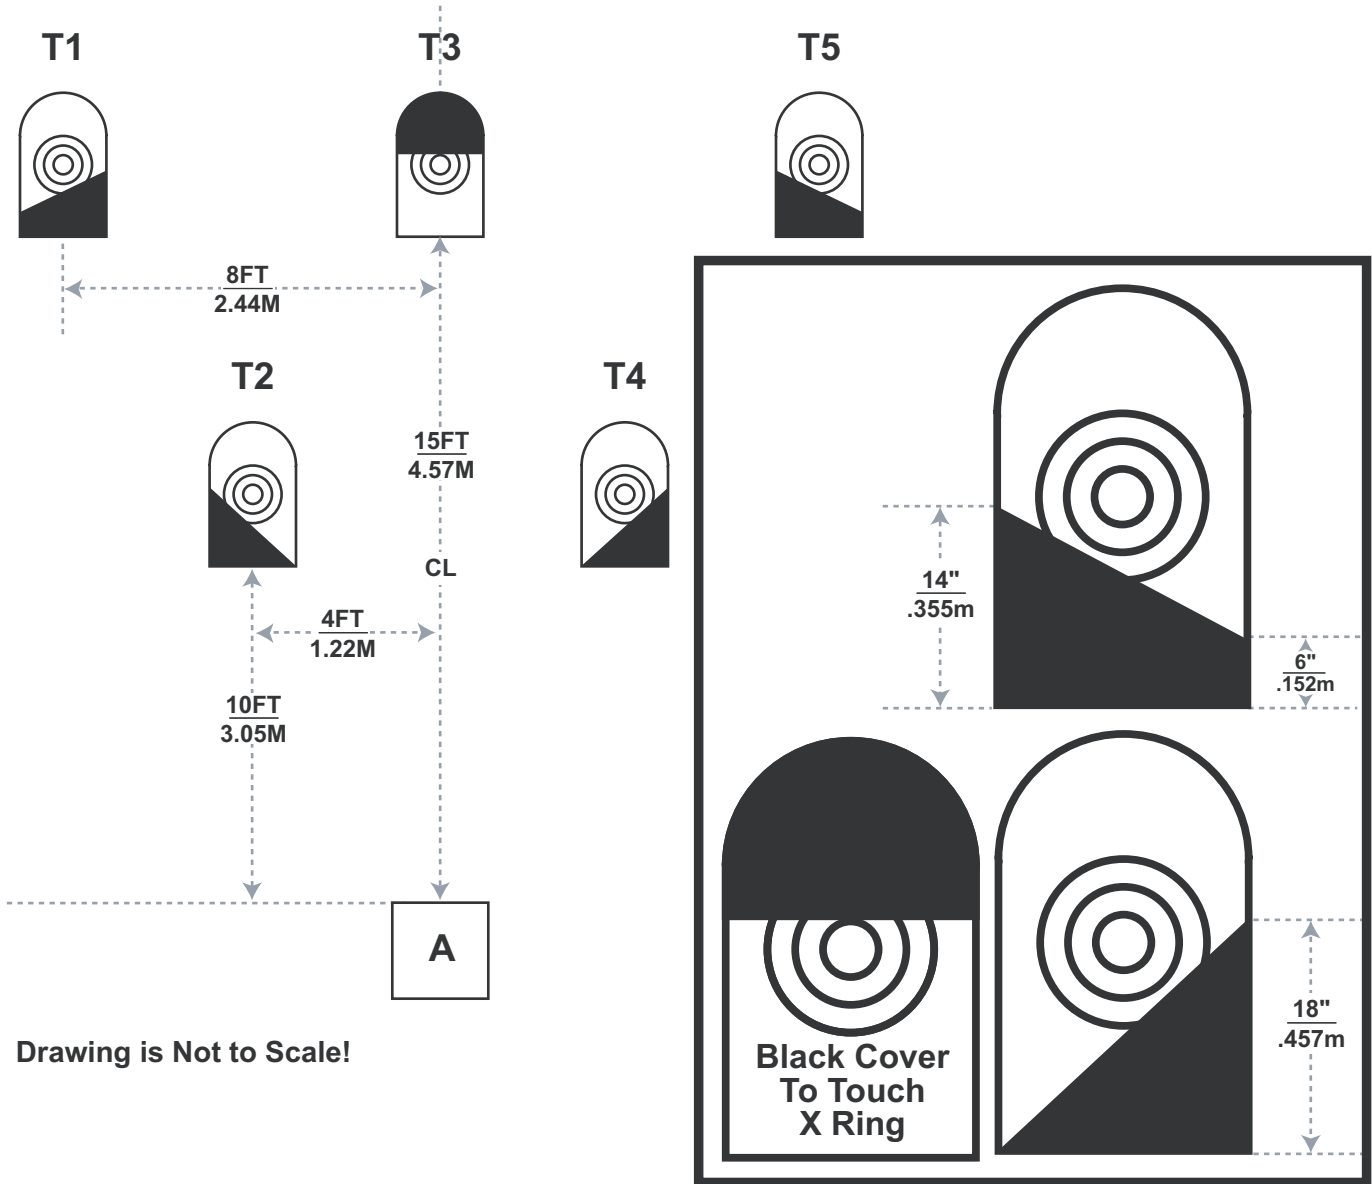 T1
T3
T5
8FT
2.44M
T2
T4
15FT
4.57M
CL
4FT
1.22M
10FT
3.05M
A
Drawing is Not to Scale!
14"
.355m
6"
.152m
Black Cover
To Touch
X Ring
18"
.457m